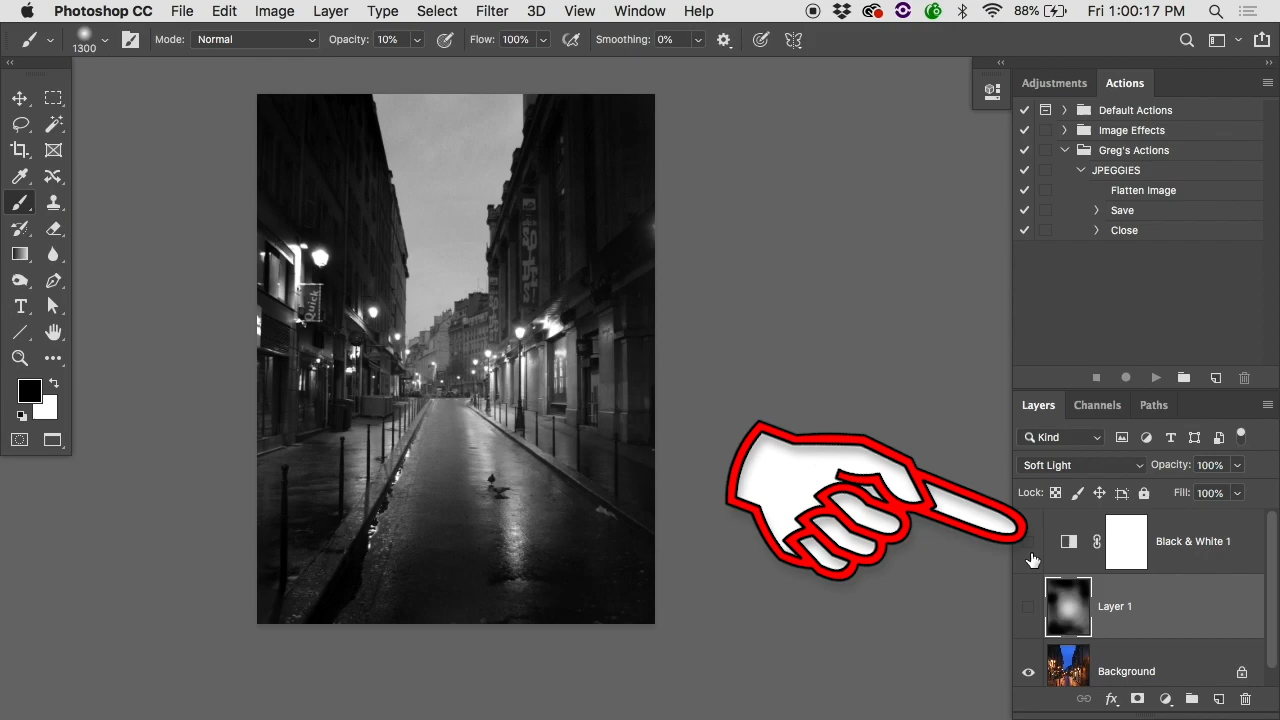 Photoshop CC File Edit Image Layer Type Select Filter 3D View Window Help 88% Fri 1:00:17 PM
1300 Mode: Normal Opacity: 10% Flow: 100% Smoothing: 0%
Adjustments Actions
Default Actions
Image Effects
Greg's Actions
JPEGGIES
Flatten Image
Save
Close
SOLDES
Quick
Layers Channels Paths
Kind
Soft Light Opacity: 100%
Lock: Fill: 100%
Black & White 1
Layer 1
Background
fx